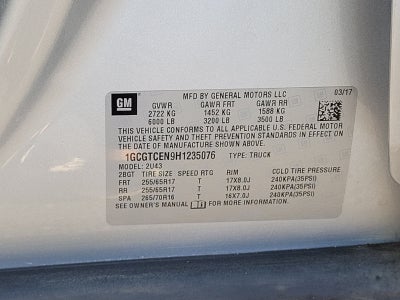 MFD BY GENERAL MOTORS LLC 03/17
GM
GVWR GAWR FRT GAWR RR
2722 KG 1452 KG 1588 KG
6000 LB 3200 LB 3500 LB
THIS VEHICLE CONFORMS TO ALL APPLICABLE U.S. FEDERAL MOTOR
VEHICLE SAFETY AND THEFT PREVENTION STANDARDS IN EFFECT ON
THE DATE OF MANUFACTURE SHOWN ABOVE.
1GCGTCEN9H1235076 TYPE: TRUCK
MODEL: 2U43
2BGT TIRE SIZE SPEED RTG RIM COLD TIRE PRESSURE
FRT 255/65R17 T 17X8.0J 240KPA(35PSI)
RR 255/65R17 T 17X8.0J 240KPA(35PSI)
SPA 265/70R16 T 16X7.0J 240KPA(35PSI)
SEE OWNER'S MANUAL FOR ADDITIONAL INFORMATION.